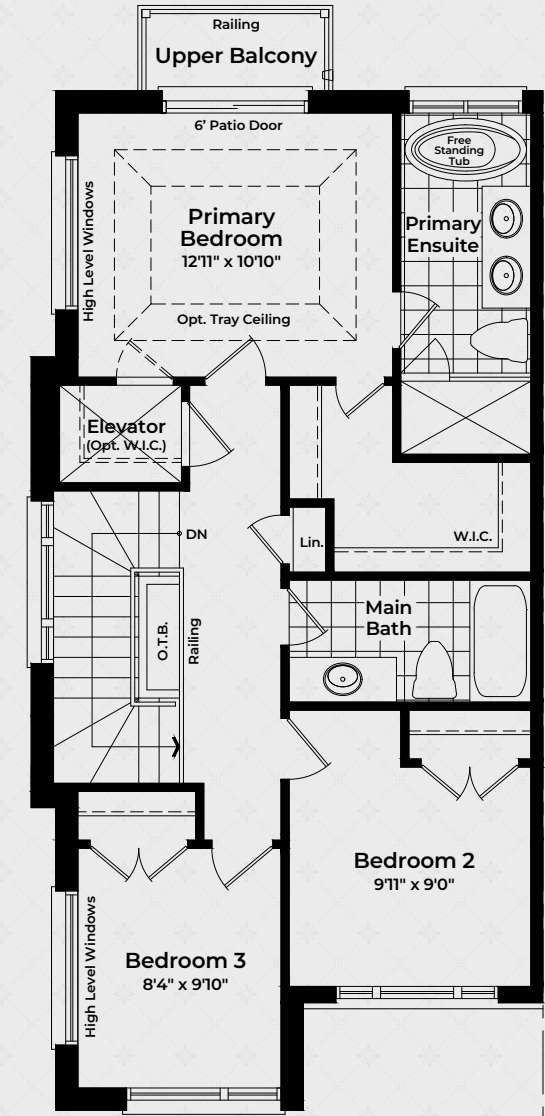 Railing
Upper Balcony
6' Patio Door
High Level Windows
Primary
Bedroom
12'11" x 10'10"
Opt. Tray Ceiling
Free
Standing
Tub
Primary
Ensuite
Elevator
(Opt. W.I.C.)
DN
Lin.
W.I.C.
O.T.B.
Railing
Main
Bath
Bedroom 2
9'11" x 9'0"
High Level Windows
Bedroom 3
8'4" x 9'10"